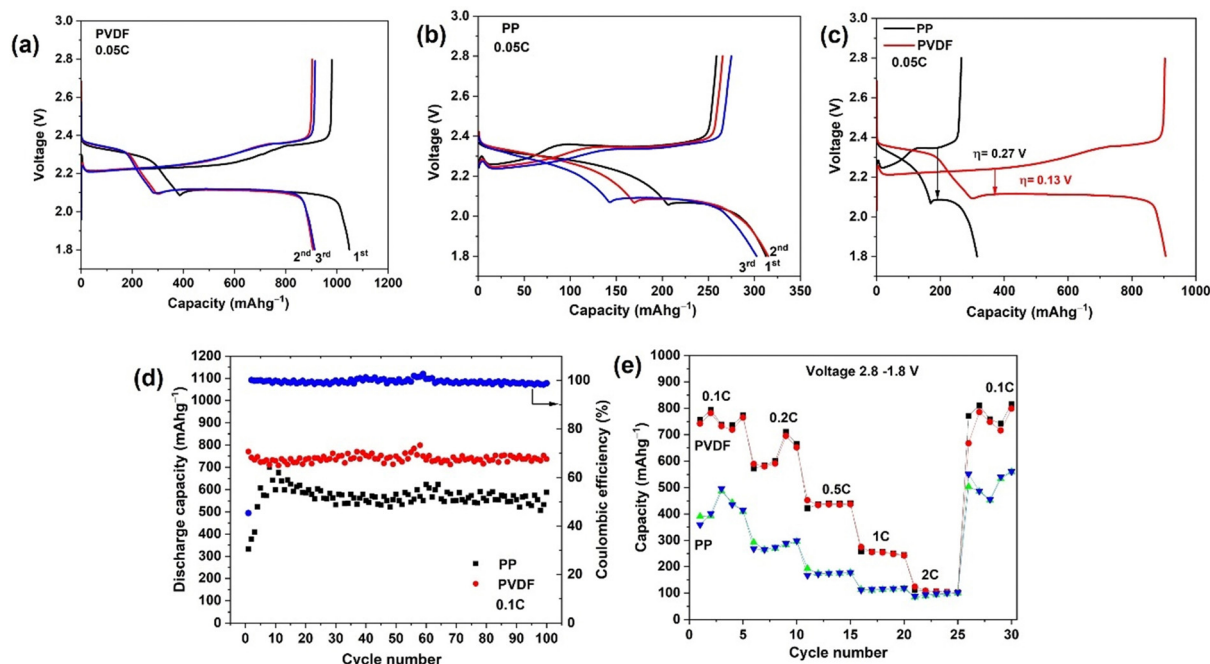 (a)
PVDF
0.05C
3.0
2.8
2.6
2.4
2.2
2.0
1.8
Voltage (V)
2nd 3rd 1st
0 200 400 600 800 1000 1200
Capacity (mAhg⁻¹)
(b)
PP
0.05C
3.0
2.8
2.6
2.4
2.2
2.0
1.8
Voltage (V)
2nd
3rd 1st
0 50 100 150 200 250 300 350
Capacity (mAhg⁻¹)
(c)
PP
PVDF
0.05C
3.0
2.8
2.6
2.4
2.2
2.0
1.8
Voltage (V)
η= 0.27 V
η= 0.13 V
0 200 400 600 800 1000
Capacity (mAhg⁻¹)
(d)
1200
1100
1000
900
800
700
600
500
400
300
200
100
0
Discharge capacity (mAhg⁻¹)
100
80
60
40
20
0
Coulombic efficiency (%)
PP
PVDF
0.1C
0 10 20 30 40 50 60 70 80 90 100
Cycle number
(e)
Voltage 2.8 -1.8 V
1000
900
800
700
600
500
400
300
200
100
0
Capacity (mAhg⁻¹)
0.1C
0.2C
0.5C
1C
2C
0.1C
PVDF
PP
0 5 10 15 20 25 30
Cycle number